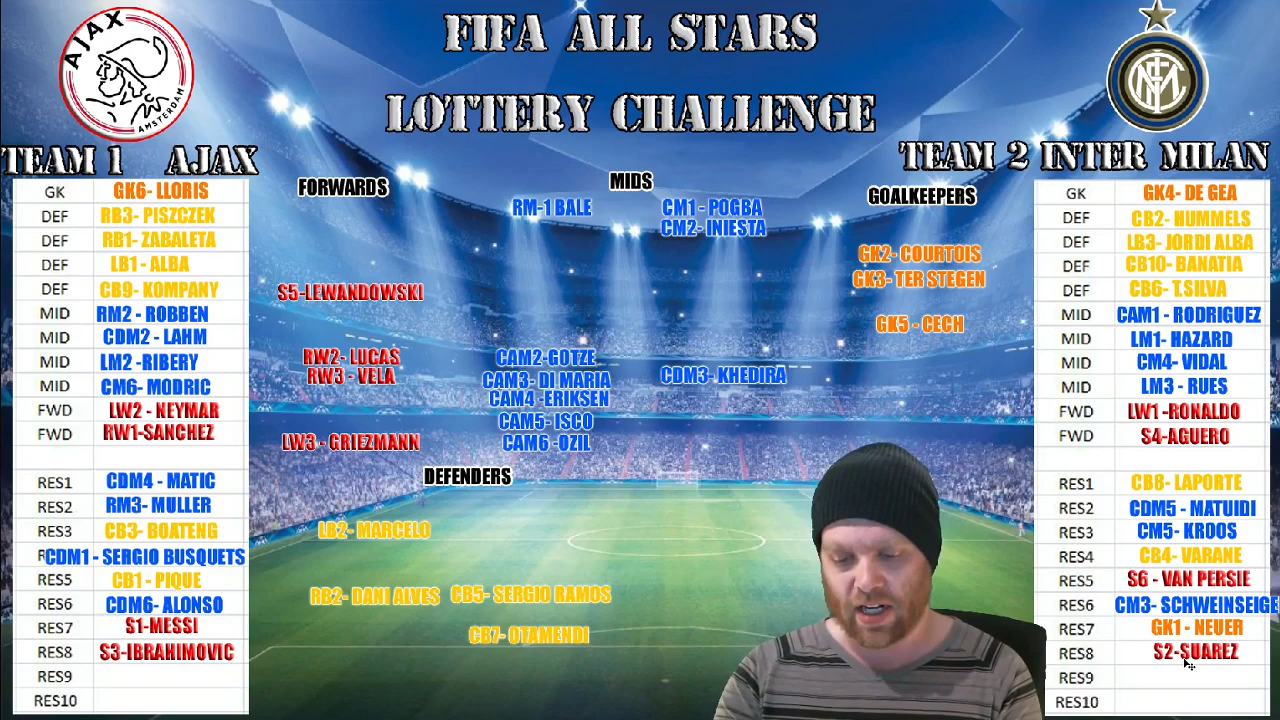 FIFA ALL STARS
LOTTERY CHALLENGE
AJAX
AMSTERDAM
TEAM 1 AJAX
GK GK6- LLORIS
DEF RB3- PISZCZEK
DEF RB1- ZABALETA
DEF LB1 - ALBA
DEF CB9- KOMPANY
MID RM2 - ROBBEN
MID CDM2 - LAHM
MID LM2 -RIBERY
MID CM6- MODRIC
FWD LW2 - NEYMAR
FWD RW1-SANCHEZ
RES1 CDM4 - MATIC
RES2 RM3- MULLER
RES3 CB3- BOATENG
R CDM1 - SERGIO BUSQUETS
RES5 CB1 - PIQUE
RES6 CDM6- ALONSO
RES7 S1-MESSI
RES8 S3-IBRAHIMOVIC
RES9
RES10
FORWARDS
S5-LEWANDOWSKI
RW2- LUCAS
RW3 - VELA
LW3 - GRIEZMANN
MIDS
RM-1 BALE
CM1 - POGBA
CM2- INIESTA
CAM2-GOTZE
CAM3- DI MARIA
CAM4 -ERIKSEN
CAM5- ISCO
CAM6 -OZIL
CDM3- KHEDIRA
GOALKEEPERS
GK2- COURTOIS
GK3- TER STEGEN
GK5 - CECH
DEFENDERS
LB2- MARCELO
RB2- DANI ALVES
CB5- SERGIO RAMOS
CB7- OTAMENDI
TEAM 2 INTER MILAN
GK GK4- DE GEA
DEF CB2- HUMMELS
DEF LB3- JORDI ALBA
DEF CB10- BANATIA
DEF CB6- T.SILVA
MID CAM1 - RODRIGUEZ
MID LM1- HAZARD
MID CM4- VIDAL
MID LM3 - RUES
FWD LW1 -RONALDO
FWD S4-AGUERO
RES1 CB8- LAPORTE
RES2 CDM5 - MATUIDI
RES3 CM5- KROOS
RES4 CB4- VARANE
RES5 S6 - VAN PERSIE
RES6 CM3- SCHWEINSEIGE
RES7 GK1 - NEUER
RES8 S2-SUAREZ
RES9
RES10